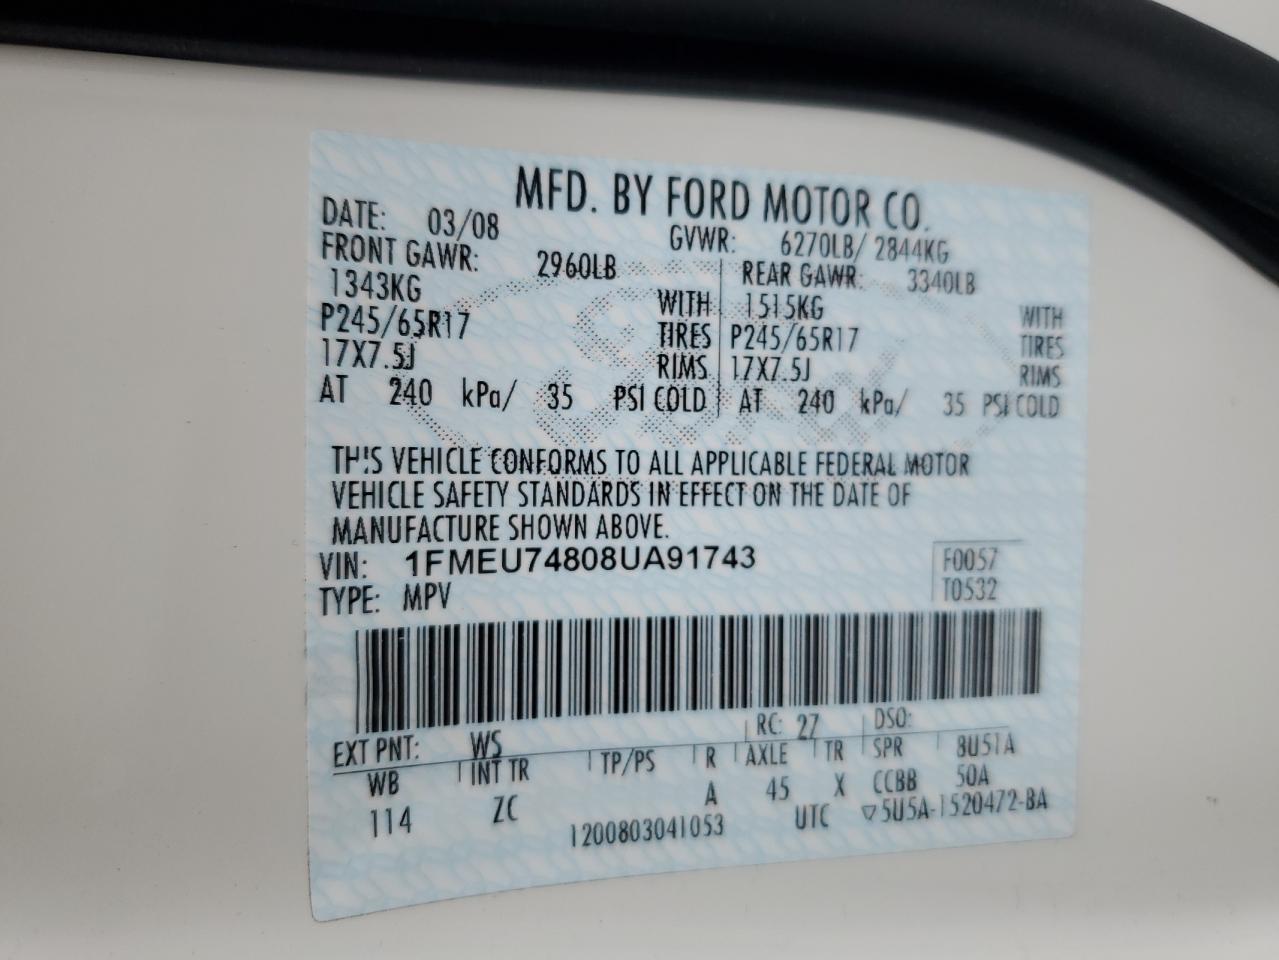 MFD. BY FORD MOTOR CO.
DATE: 03/08 GVWR: 6270LB/ 2844KG
FRONT GAWR: 2960LB REAR GAWR: 3340LB
1343KG WITH 1515KG WITH
P245/65R17 TIRES P245/65R17 TIRES
17X7.5J RIMS 17X7.5J RIMS
AT 240 kPa/ 35 PSI COLD AT 240 kPa/ 35 PSI COLD
THIS VEHICLE CONFORMS TO ALL APPLICABLE FEDERAL MOTOR
VEHICLE SAFETY STANDARDS IN EFFECT ON THE DATE OF
MANUFACTURE SHOWN ABOVE.
VIN: 1FMEU74808UA91743 F0057
TYPE: MPV T0532
EXT PNT: WS RC: 27 DSO:
WB INT TR TP/PS R AXLE TR SPR 8U51A
114 ZC A 45 X CCBB 50A
1200803041053 UTC ▽5U5A-1520472-BA